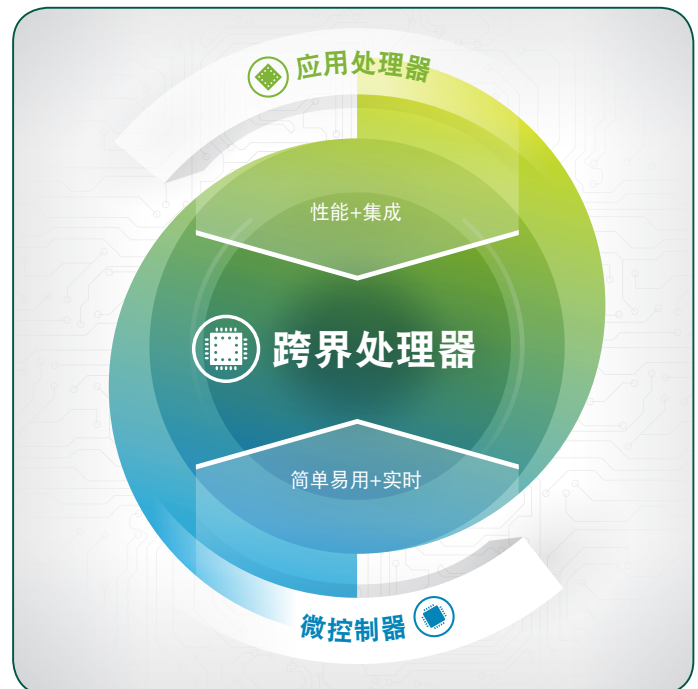 应用处理器
性能+集成
跨界处理器
简单易用+实时
微控制器